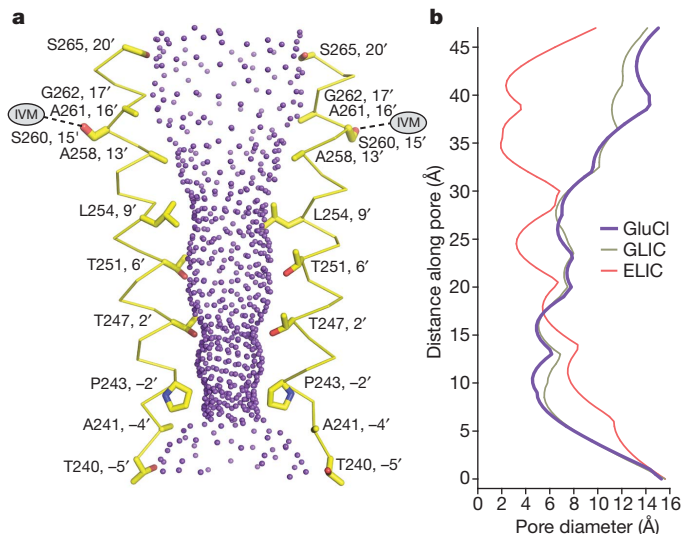 a
S265, 20′
S265, 20′
G262, 17′
A261, 16′
IVM
S260, 15′
A258, 13′
G262, 17′
A261, 16′
IVM
S260, 15′
A258, 13′
L254, 9′
L254, 9′
T251, 6′
T251, 6′
T247, 2′
T247, 2′
P243, –2′
P243, –2′
A241, –4′
A241, –4′
T240, –5′
T240, –5′
b
Distance along pore (Å)
45
40
35
30
25
20
15
10
5
0
GluCl
GLIC
ELIC
0 2 4 6 8 10 12 14 16
Pore diameter (Å)